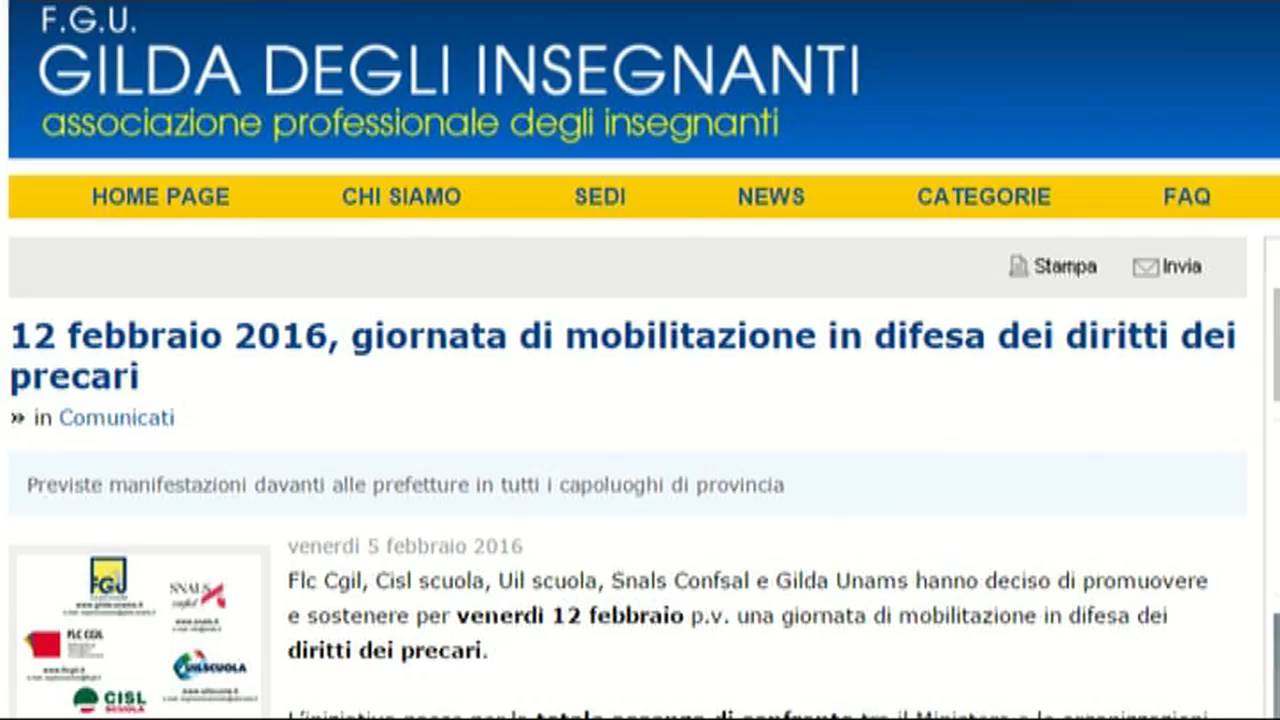 F.G.U.
GILDA DEGLI INSEGNANTI
associazione professionale degli insegnanti
HOME PAGE CHI SIAMO SEDI NEWS CATEGORIE FAQ
Stampa Invia
12 febbraio 2016, giornata di mobilitazione in difesa dei diritti dei
precari
» in Comunicati
Previste manifestazioni davanti alle prefetture in tutti i capoluoghi di provincia
venerdì 5 febbraio 2016
Flc Cgil, Cisl scuola, Uil scuola, Snals Confsal e Gilda Unams hanno deciso di promuovere
e sostenere per venerdì 12 febbraio p.v. una giornata di mobilitazione in difesa dei
diritti dei precari.
FGU
SNALS
FLC CGIL
UILSCUOLA
CISL
SCUOLA